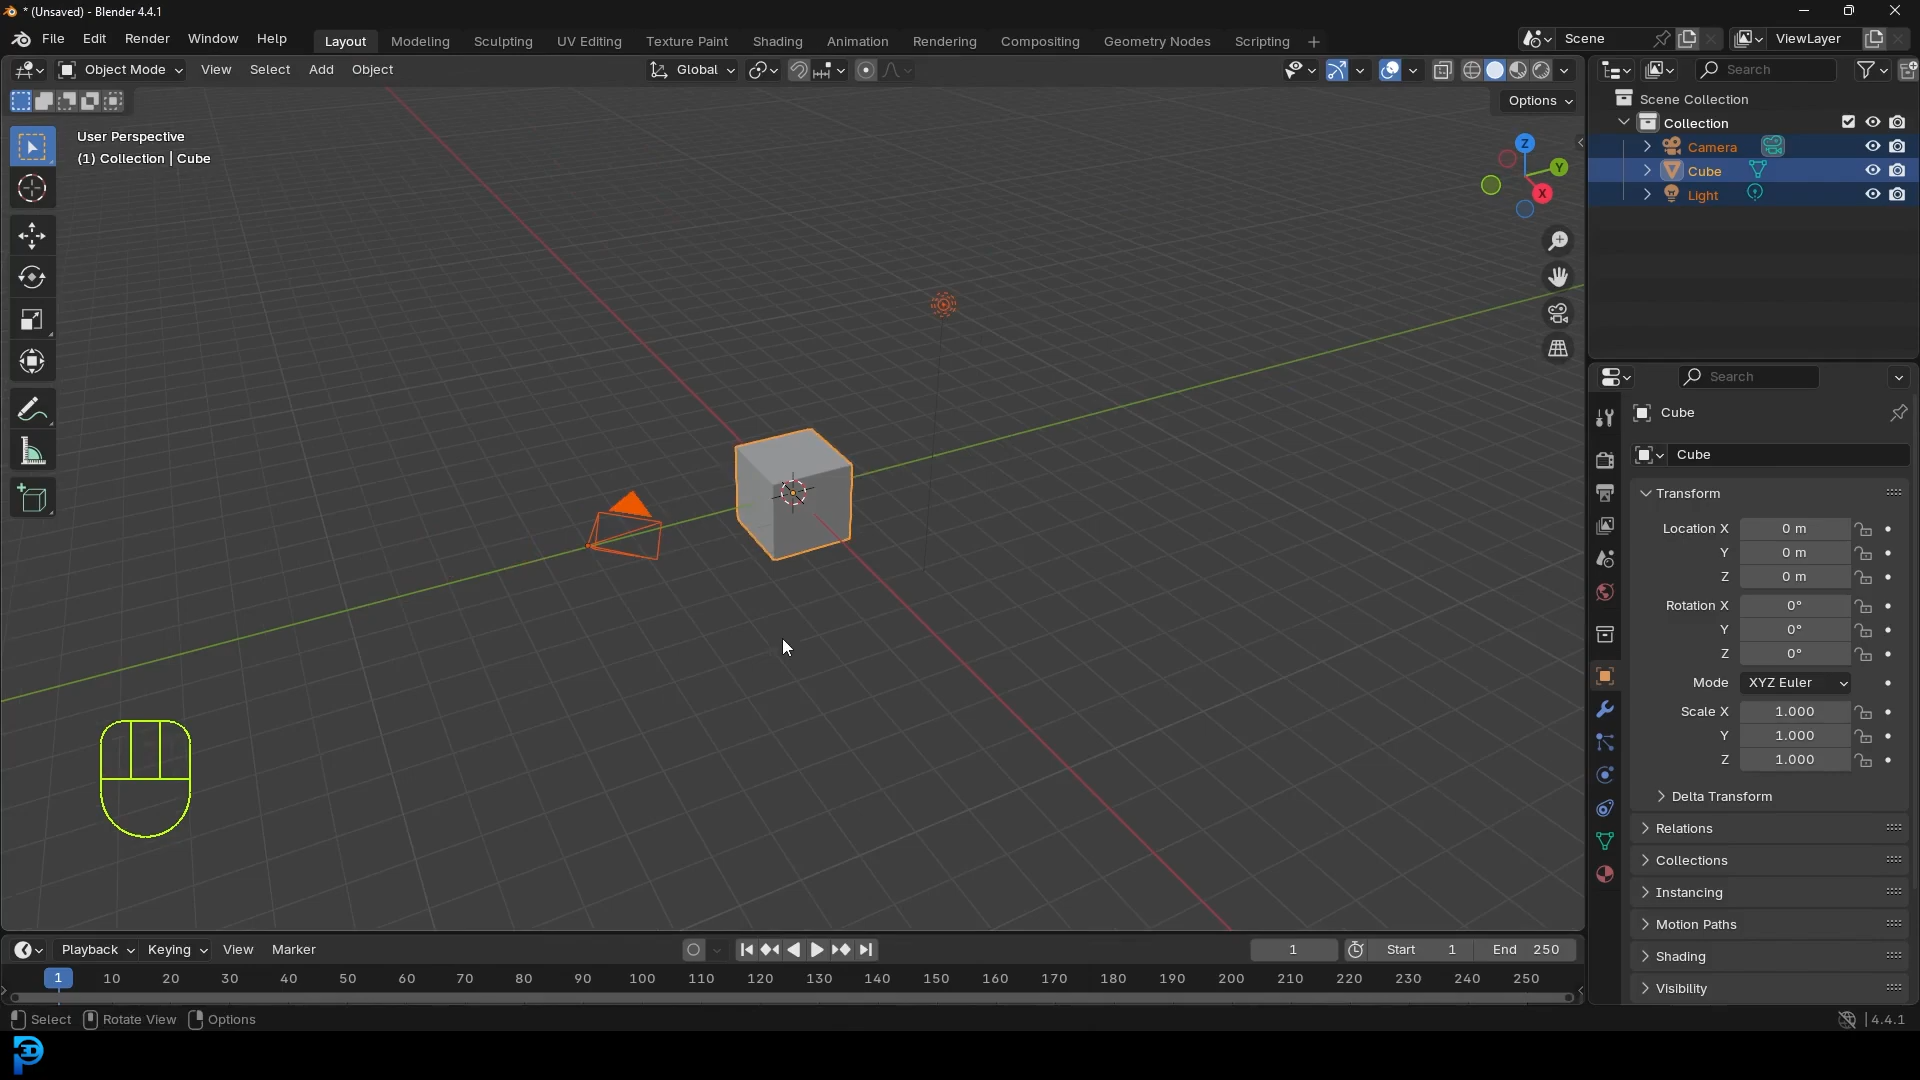 * (Unsaved) - Blender 4.4.1
File Edit Render Window Help Layout Modeling Sculpting UV Editing Texture Paint Shading Animation Rendering Compositing Geometry Nodes Scripting + Scene ViewLayer
Object Mode View Select Add Object Global Search
Options
Scene Collection
Collection
Camera
Cube
Light
User Perspective
(1) Collection | Cube
Z
Y
X
Search
Cube
Cube
Transform
Location X 0 m
Y 0 m
Z 0 m
Rotation X 0°
Y 0°
Z 0°
Mode XYZ Euler
Scale X 1.000
Y 1.000
Z 1.000
Delta Transform
Relations
Collections
Instancing
Motion Paths
Shading
Visibility
Playback Keying View Marker 1 Start 1 End 250
1 10 20 30 40 50 60 70 80 90 100 110 120 130 140 150 160 170 180 190 200 210 220 230 240 250
Select Rotate View Options 4.4.1
3D